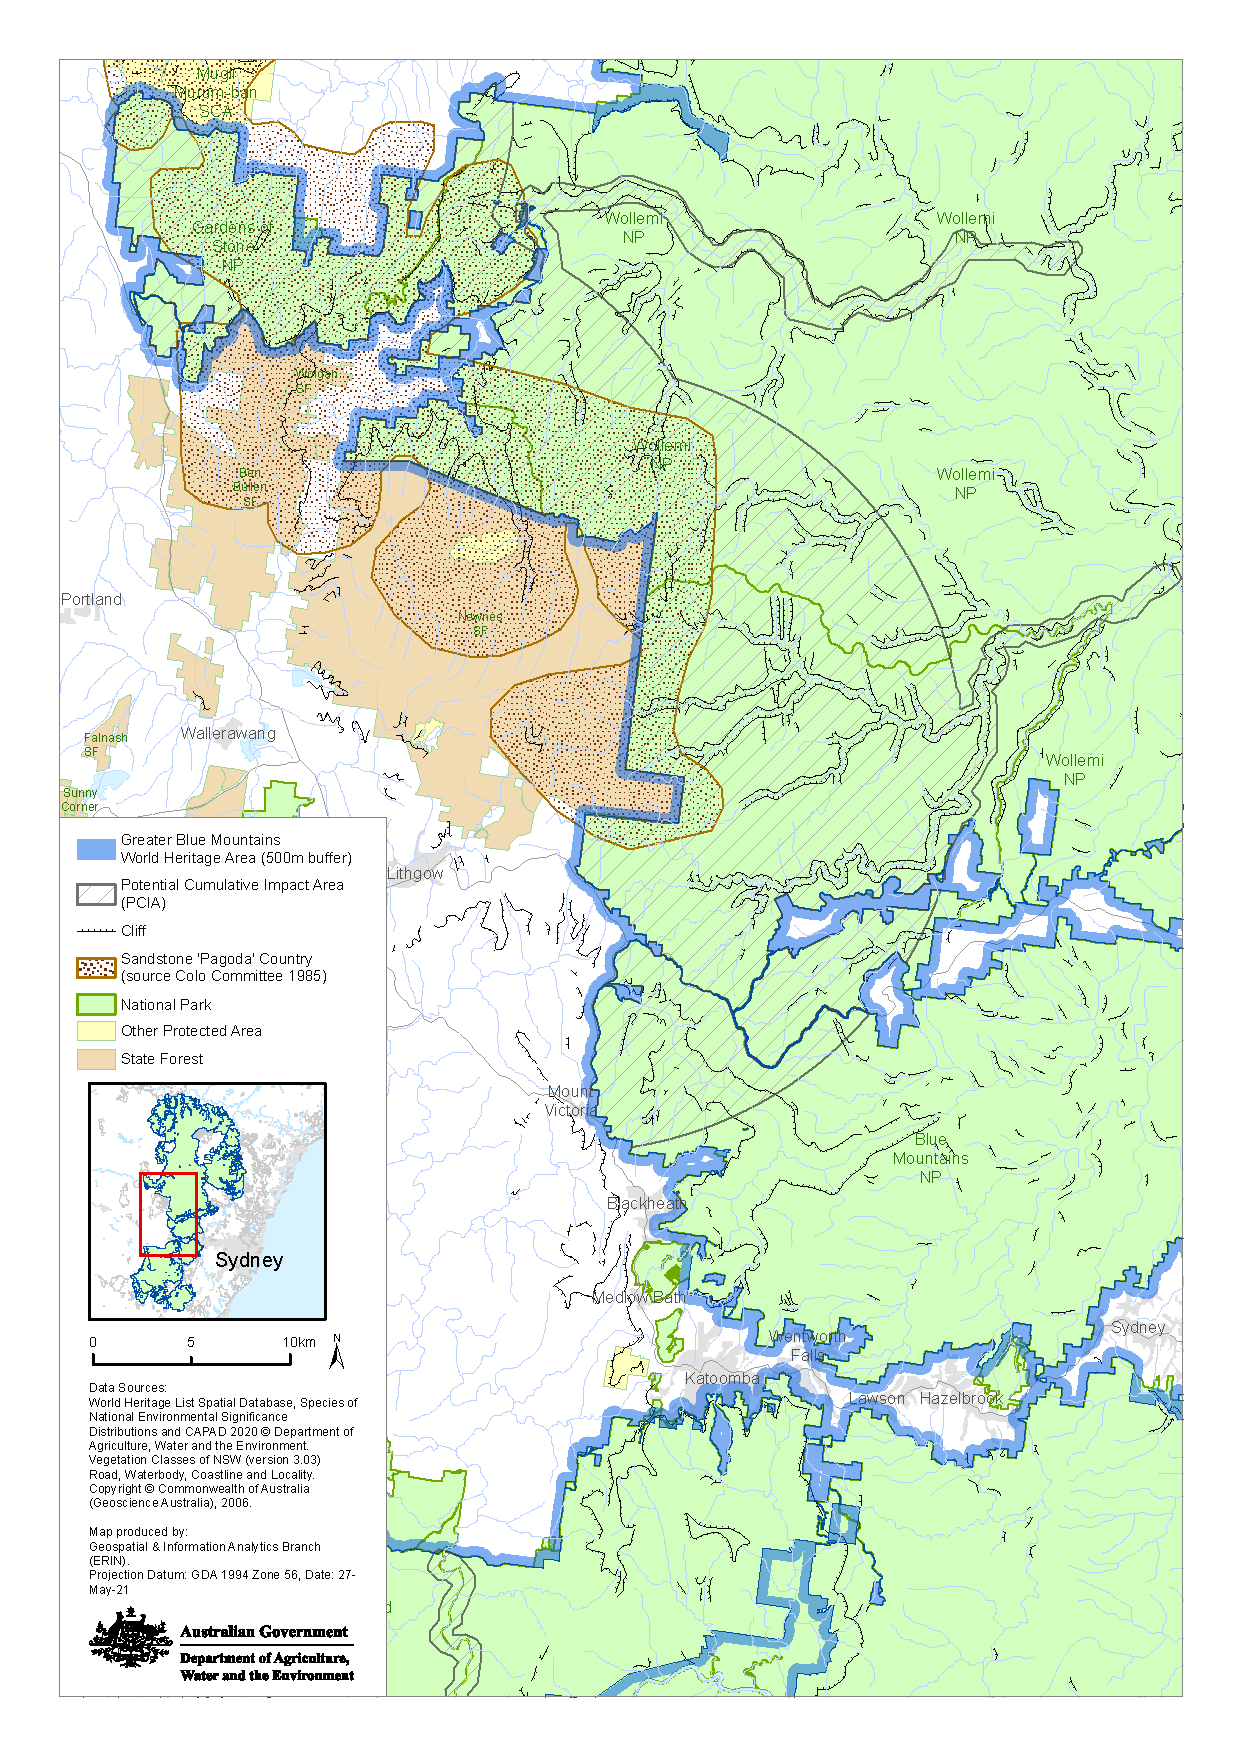 Mugii
Murum-ban
SCA
Gardens of
Stone
NP
Wollemi
NP
Wollemi
NP
Wolgan
SF
Wollemi
NP
Ben
Bullen
SF
Wollemi
NP
Portland
Newnes
SF
Falnash
SF
Wallerawang
Wollemi
NP
Sunny
Corner
Lithgow
Greater Blue Mountains
World Heritage Area (500m buffer)
Potential Cumulative Impact Area
(PCIA)
Cliff
Sandstone 'Pagoda' Country
(source Colo Committee 1985)
National Park
Other Protected Area
State Forest
Mount
Victoria
Blue
Mountains
NP
Blackheath
Sydney
Medlow Bath
Wentworth
Falls
Sydney
Katoomba
Lawson
Hazelbrook
0 5 10km
N
Data Sources:
World Heritage List Spatial Database, Species of
National Environmental Significance
Distributions and CAPAD 2020 © Department of
Agriculture, Water and the Environment.
Vegetation Classes of NSW (version 3.03)
Road, Waterbody, Coastline and Locality.
Copyright © Commonwealth of Australia
(Geoscience Australia), 2006.
Map produced by:
Geospatial & Information Analytics Branch
(ERIN).
Projection Datum: GDA 1994 Zone 56, Date: 27-
May-21
Australian Government
Department of Agriculture,
Water and the Environment